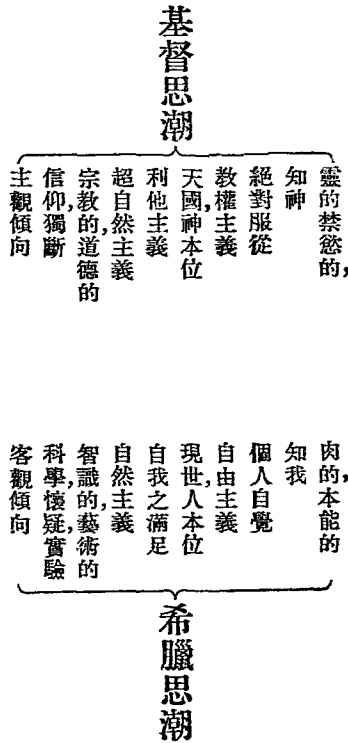 基督思潮
靈的禁慾的,
知神
絕對服從
教權主義
天國,神本位
利他主義
超自然主義
宗教的,道德的
信仰,獨斷
主觀傾向
肉的,本能的
知我
個人自覺
自由主義
現世,人本位
自我之滿足
自然主義
智識的,藝術的
科學,懷疑,實驗
客觀傾向
希臘思潮